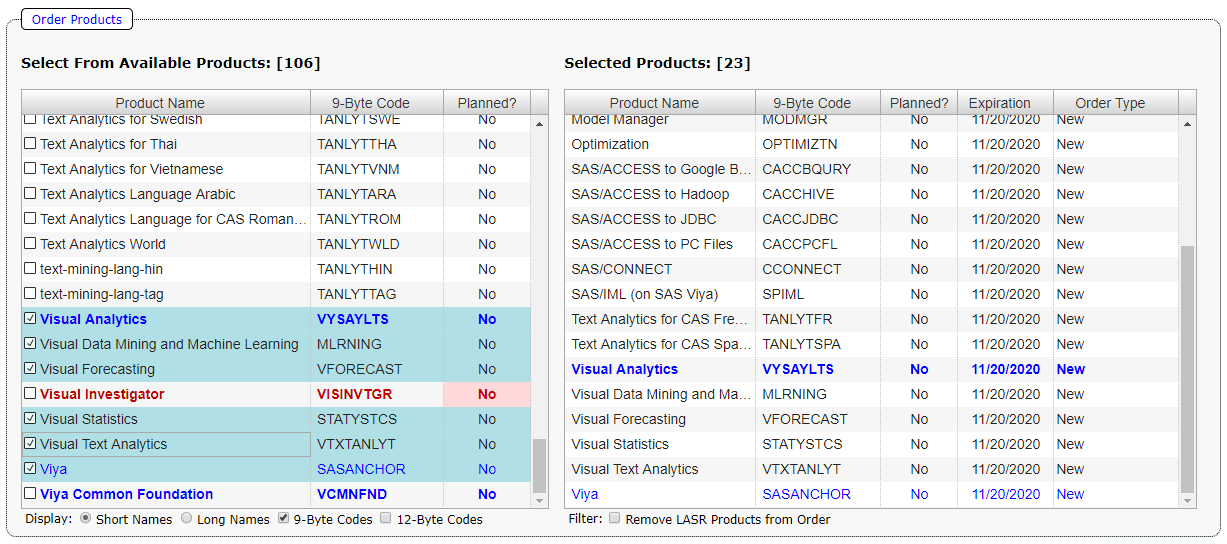 Order Products
Select From Available Products: [106]
Product Name 9-Byte Code Planned?
Text Analytics for Swedish TANLYTSWE No
Text Analytics for Thai TANLYTTHA No
Text Analytics for Vietnamese TANLYTVNM No
Text Analytics Language Arabic TANLYTARA No
Text Analytics Language for CAS Roman... TANLYTROM No
Text Analytics World TANLYTWLD No
text-mining-lang-hin TANLYTHIN No
text-mining-lang-tag TANLYTTAG No
Visual Analytics VYSAYLTS No
Visual Data Mining and Machine Learning MLRNING No
Visual Forecasting VFORECAST No
Visual Investigator VISINVTGR No
Visual Statistics STATYSTCS No
Visual Text Analytics VTXTANLYT No
Viya SASANCHOR No
Viya Common Foundation VCMNFND No
Display: Short Names Long Names 9-Byte Codes 12-Byte Codes
Selected Products: [23]
Product Name 9-Byte Code Planned? Expiration Order Type
Model Manager MODMGR No 11/20/2020 New
Optimization OPTIMIZTN No 11/20/2020 New
SAS/ACCESS to Google B... CACCBQURY No 11/20/2020 New
SAS/ACCESS to Hadoop CACCHIVE No 11/20/2020 New
SAS/ACCESS to JDBC CACCJDBC No 11/20/2020 New
SAS/ACCESS to PC Files CACCPCFL No 11/20/2020 New
SAS/CONNECT CCONNECT No 11/20/2020 New
SAS/IML (on SAS Viya) SPIML No 11/20/2020 New
Text Analytics for CAS Fre... TANLYTFR No 11/20/2020 New
Text Analytics for CAS Spa... TANLYTSPA No 11/20/2020 New
Visual Analytics VYSAYLTS No 11/20/2020 New
Visual Data Mining and Ma... MLRNING No 11/20/2020 New
Visual Forecasting VFORECAST No 11/20/2020 New
Visual Statistics STATYSTCS No 11/20/2020 New
Visual Text Analytics VTXTANLYT No 11/20/2020 New
Viya SASANCHOR No 11/20/2020 New
Filter: Remove LASR Products from Order